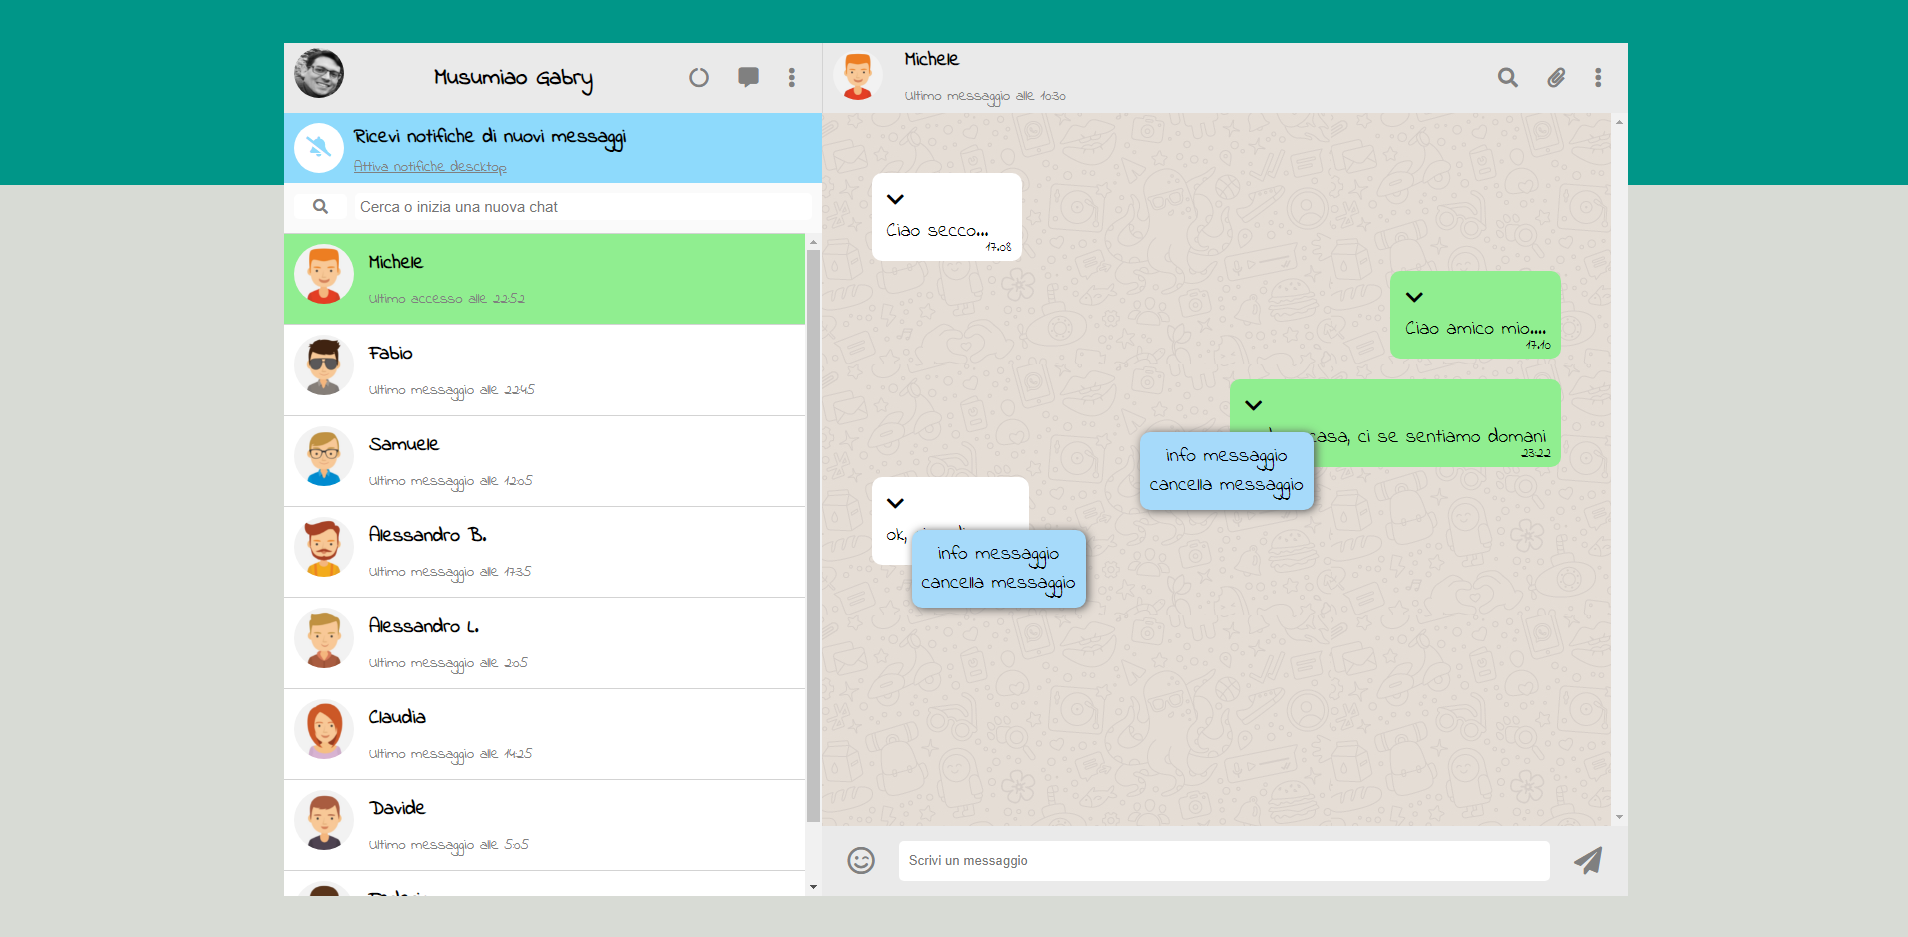 Musumiao Gabry
Ricevi notifiche di nuovi messaggi
Attiva notifiche descktop
Cerca o inizia una nuova chat
Michele
Ultimo accesso alle 22:52
Fabio
Ultimo messaggio alle 22:45
Samuele
Ultimo messaggio alle 12:05
Alessandro B.
Ultimo messaggio alle 17:35
Alessandro L.
Ultimo messaggio alle 2:05
Claudia
Ultimo messaggio alle 14:25
Davide
Ultimo messaggio alle 5:05
Michele
Ultimo messaggio alle 10:30
Ciao secco...
17:08
Ciao amico mio....
17:10
casa, ci se sentiamo domani
23:22
info messaggio
cancella messaggio
ok,
info messaggio
cancella messaggio
Scrivi un messaggio